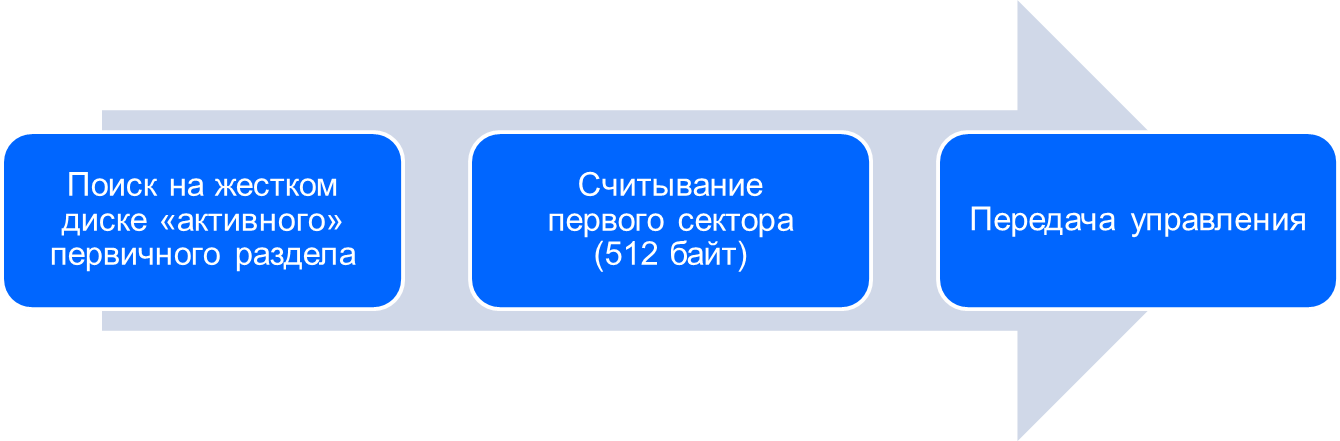 Поиск на жестком
диске «активного»
первичного раздела
Считывание
первого сектора
(512 байт)
Передача управления